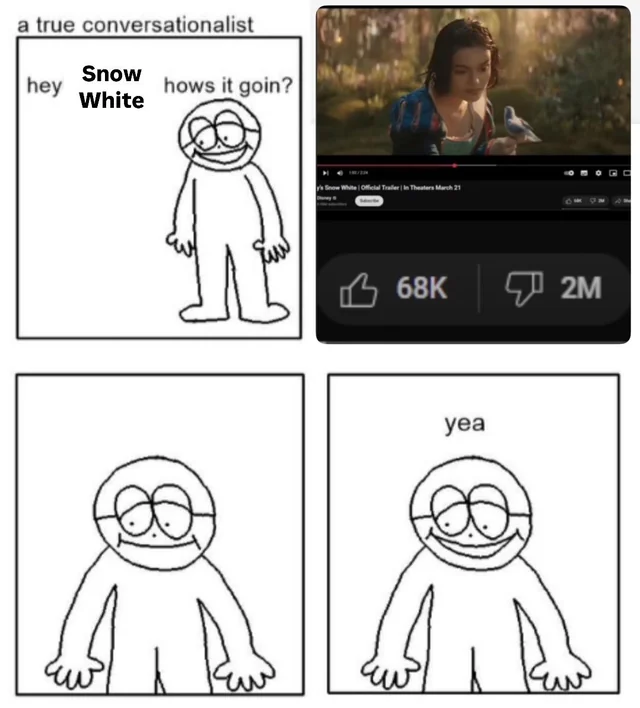 a true conversationalist
hey Snow White hows it goin?
y's Snow White | Official Trailer | In Theaters March 21
Subscribe
68K 2M
yea